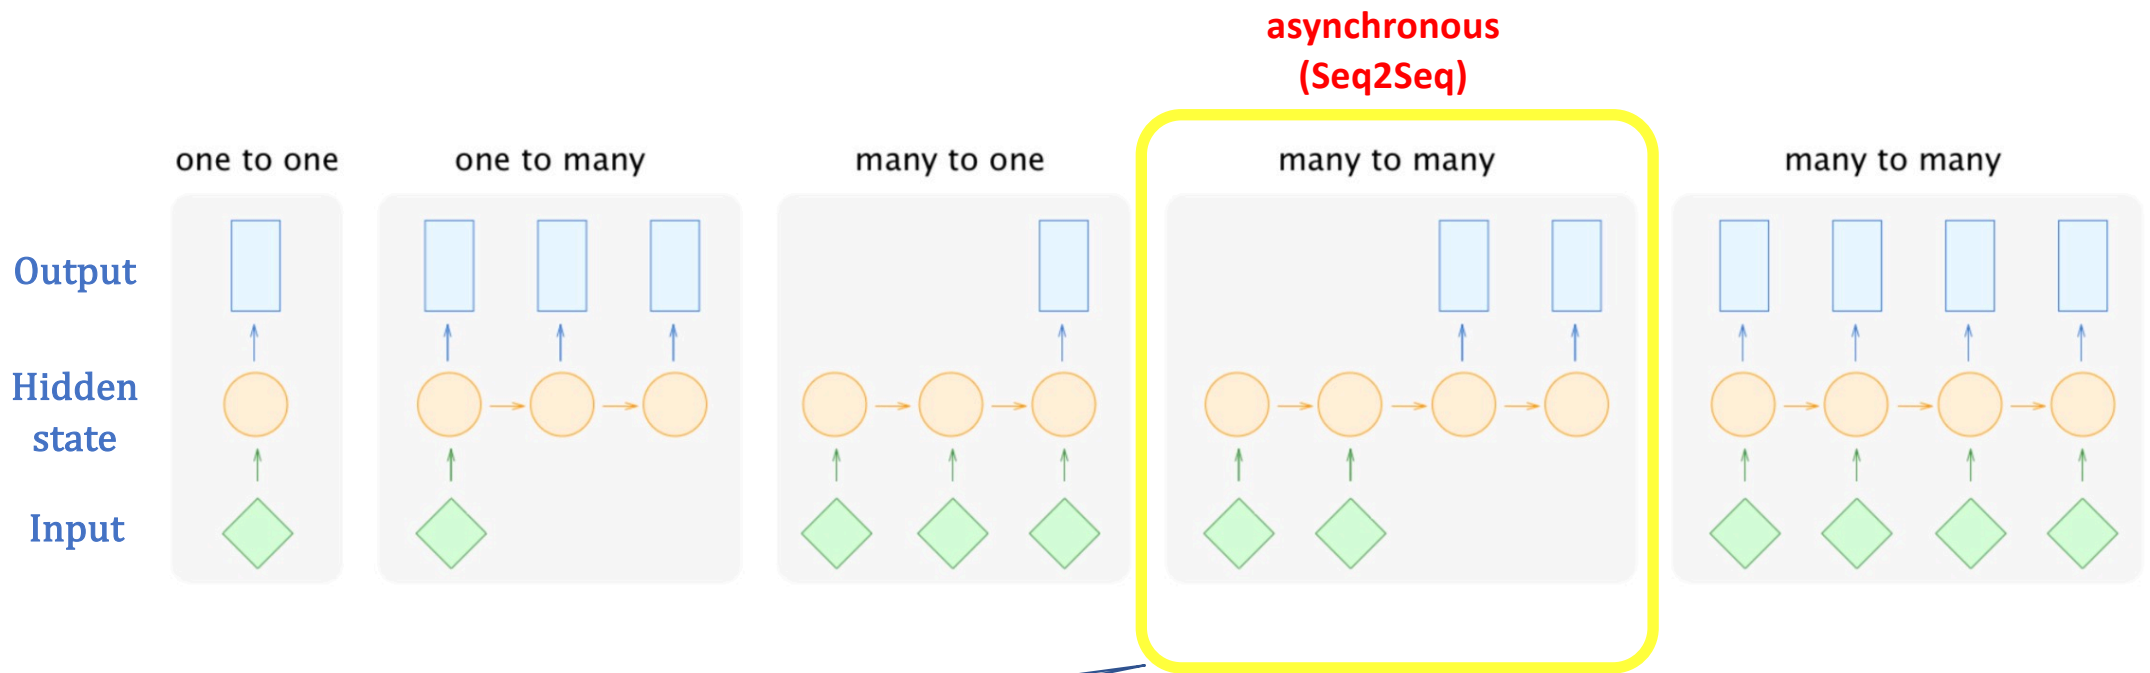 asynchronous
(Seq2Seq)
one to one
one to many
many to one
many to many
many to many
Output
Hidden
state
Input